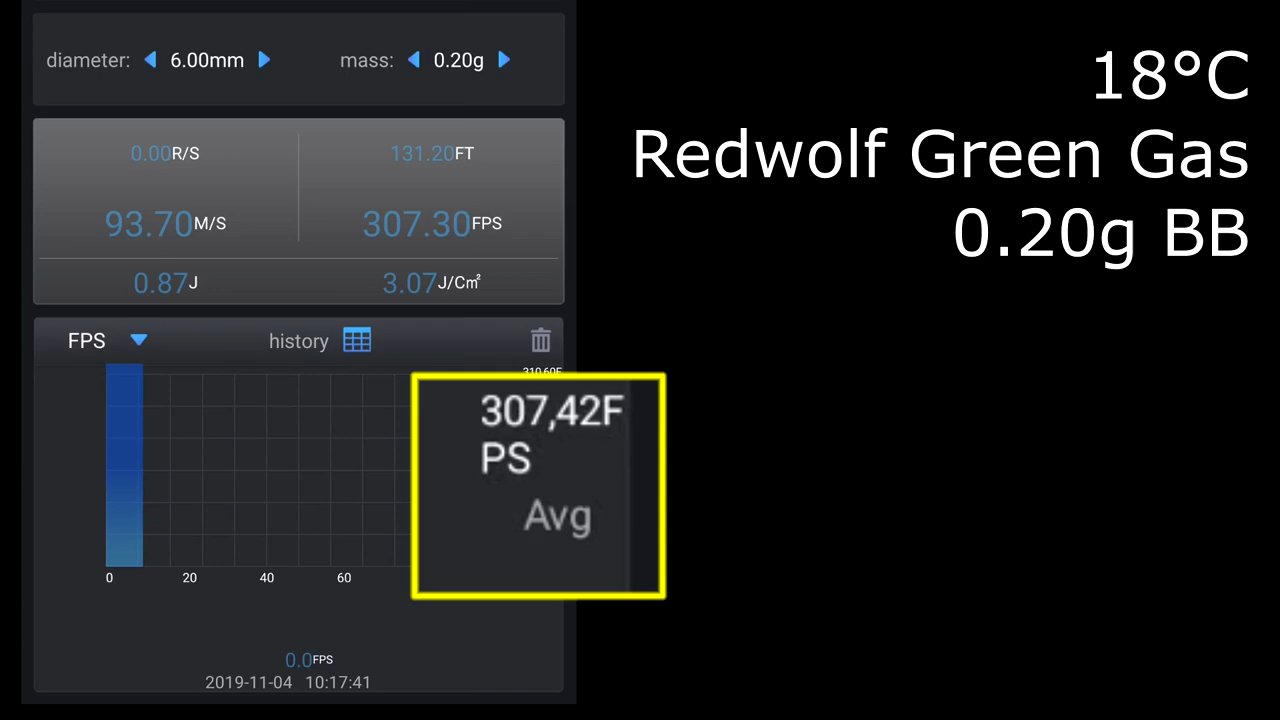 diameter: 6.00mm mass: 0.20g
0.00R/S 131.20FT
93.70M/S 307.30FPS
0.87J 3.07J/Cm²
FPS history
307,42F
PS
Avg
0 20 40 60
0.0FPS
2019-11-04 10:17:41
18°C
Redwolf Green Gas
0.20g BB